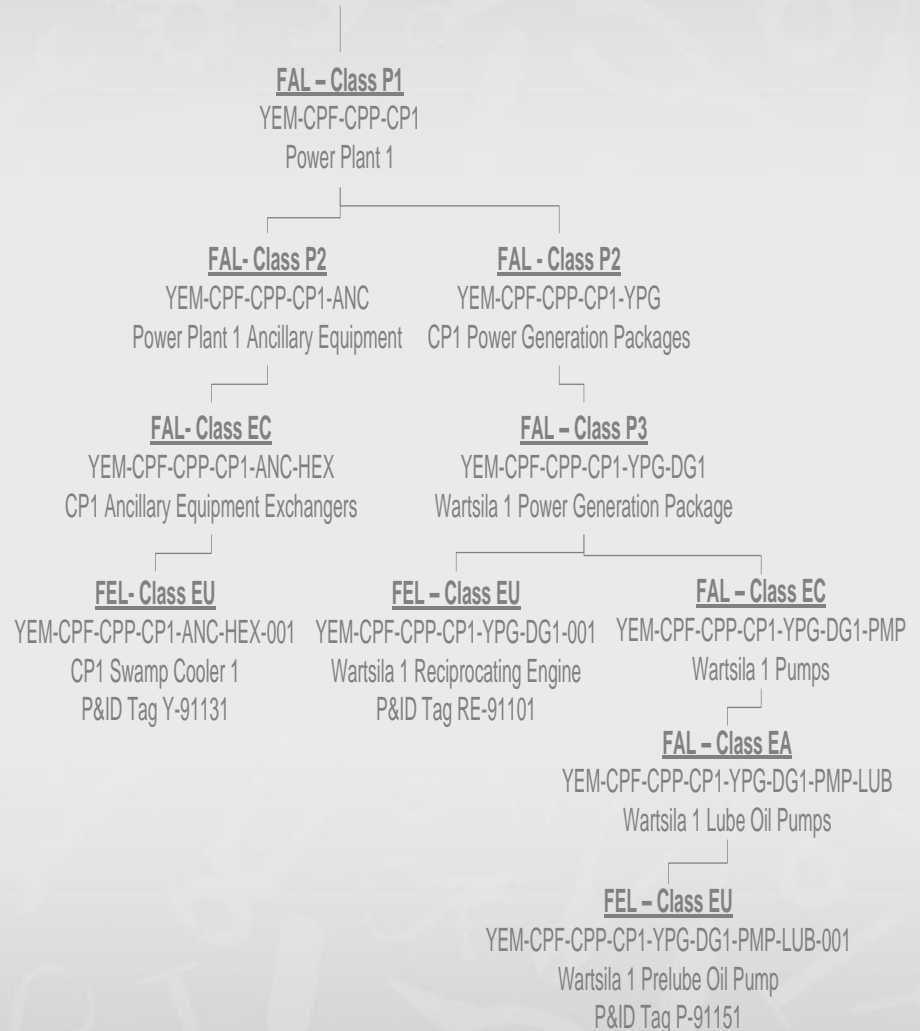 FAL – Class P1
YEM-CPF-CPP-CP1
Power Plant 1
FAL- Class P2
YEM-CPF-CPP-CP1-ANC
Power Plant 1 Ancillary Equipment
FAL - Class P2
YEM-CPF-CPP-CP1-YPG
CP1 Power Generation Packages
FAL- Class EC
YEM-CPF-CPP-CP1-ANC-HEX
CP1 Ancillary Equipment Exchangers
FAL – Class P3
YEM-CPF-CPP-CP1-YPG-DG1
Wartsila 1 Power Generation Package
FEL- Class EU
YEM-CPF-CPP-CP1-ANC-HEX-001
CP1 Swamp Cooler 1
P&ID Tag Y-91131
FEL – Class EU
YEM-CPF-CPP-CP1-YPG-DG1-001
Wartsila 1 Reciprocating Engine
P&ID Tag RE-91101
FAL – Class EC
YEM-CPF-CPP-CP1-YPG-DG1-PMP
Wartsila 1 Pumps
FAL – Class EA
YEM-CPF-CPP-CP1-YPG-DG1-PMP-LUB
Wartsila 1 Lube Oil Pumps
FEL – Class EU
YEM-CPF-CPP-CP1-YPG-DG1-PMP-LUB-001
Wartsila 1 Prelube Oil Pump
P&ID Tag P-91151